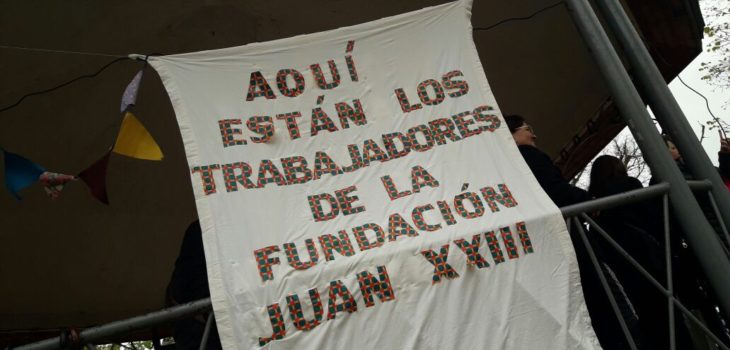 AQUÍ
ESTÁN LOS
TRABAJADORES
DE LA
FUNDACIÓN
JUAN XXIII